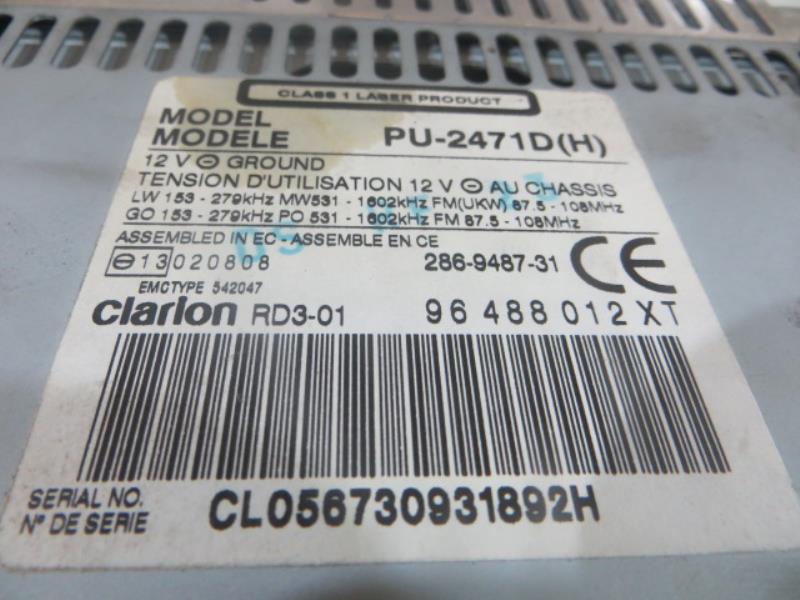 CLASS 1 LASER PRODUCT
MODEL
MODELE PU-2471D(H)
12 V ⊖ GROUND
TENSION D'UTILISATION 12 V ⊖ AU CHASSIS
LW 153 - 279kHz MW531 - 1602kHz FM(UKW) 87.5 - 108MHz
GO 153 - 279kHz PO 531 - 1602kHz FM 87.5 - 108MHz
ASSEMBLED IN EC - ASSEMBLE EN CE
⊖13 020808 286-9487-31 CE
EMCTYPE 542047
clarion RD3-01 96 488 012 XT
SERIAL NO.
N° DE SERIE CL056730931892H